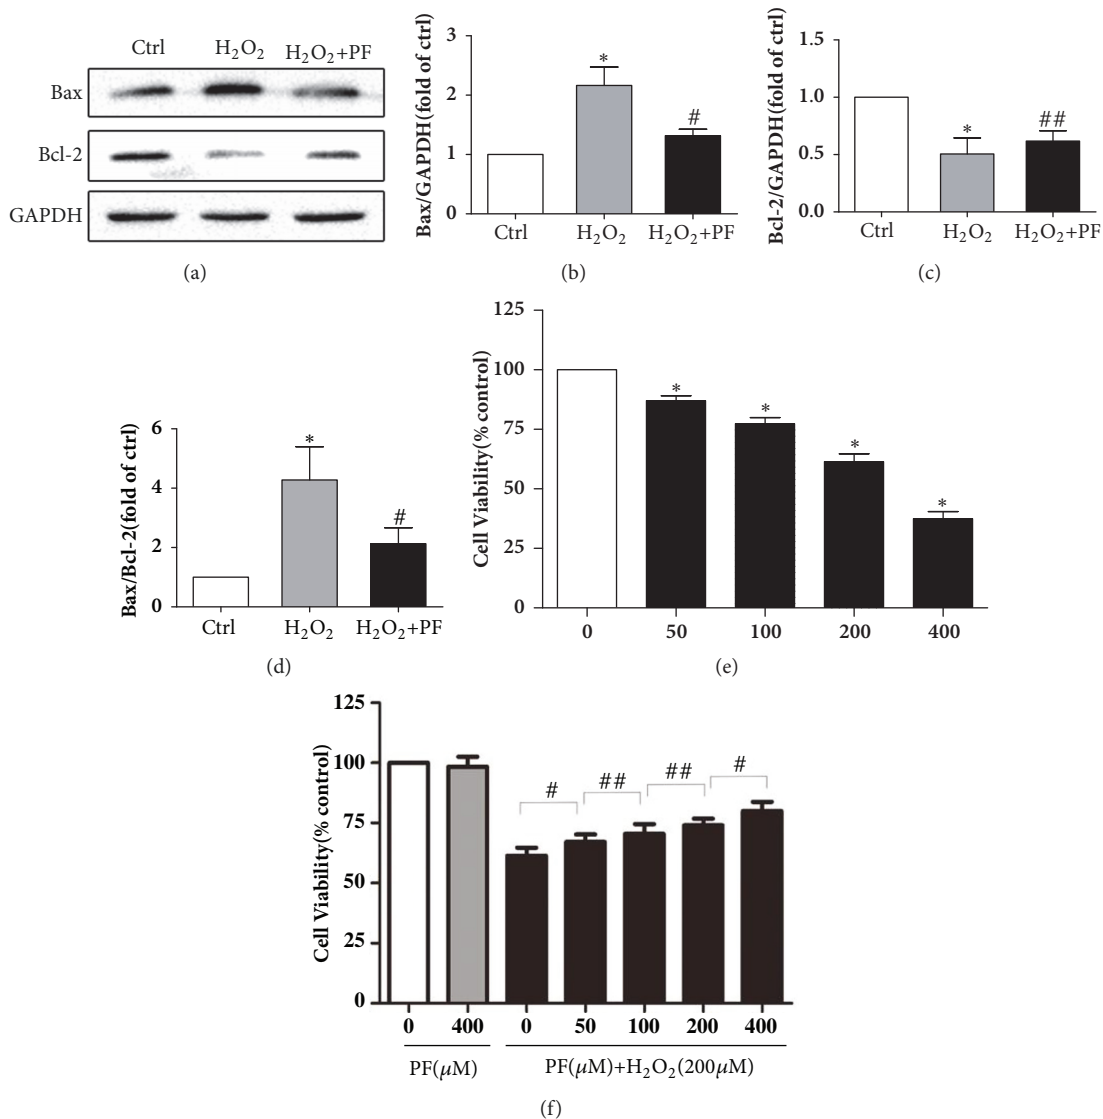 Ctrl H₂O₂ H₂O₂+PF
Bax
Bcl-2
GAPDH
(a)
Bax/GAPDH(fold of ctrl)
3
2
1
0
*
#
Ctrl H₂O₂ H₂O₂+PF
(b)
Bcl-2/GAPDH(fold of ctrl)
1.5
1.0
0.5
0.0
*
##
Ctrl H₂O₂ H₂O₂+PF
(c)
Bax/Bcl-2(fold of ctrl)
6
4
2
0
*
#
Ctrl H₂O₂ H₂O₂+PF
(d)
Cell Viability(% control)
125
100
75
50
25
0
* * * *
0 50 100 200 400
(e)
Cell Viability(% control)
125
100
75
50
25
0
# ## ## #
0 400 0 50 100 200 400
PF(μM) PF(μM)+H₂O₂(200μM)
(f)